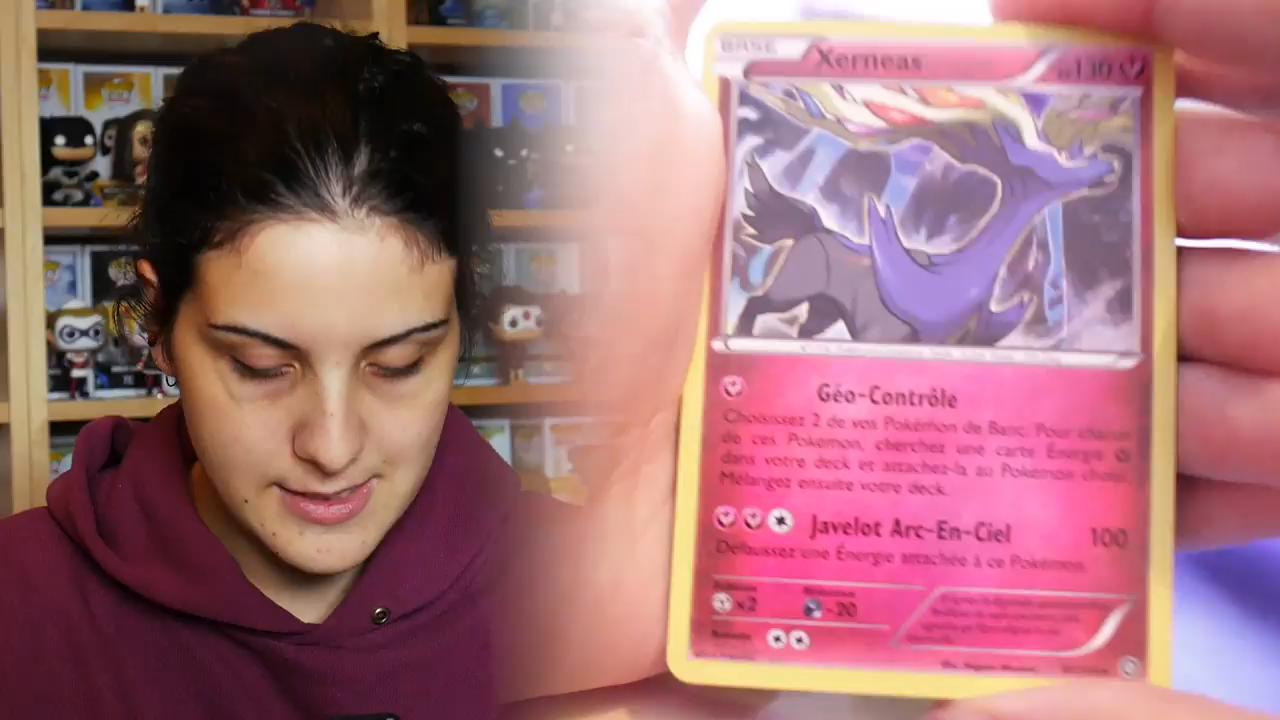 BASE Xerneas PV130
Géo-Contrôle
Choisissez 2 de vos Pokémon de Banc. Pour chacun
de ces Pokémon, cherchez une carte Énergie
dans votre deck et attachez-la au Pokémon choisi.
Mélangez ensuite votre deck.
Javelot Arc-En-Ciel 100
Défaussez une Énergie attachée à ce Pokémon.
×2 -20